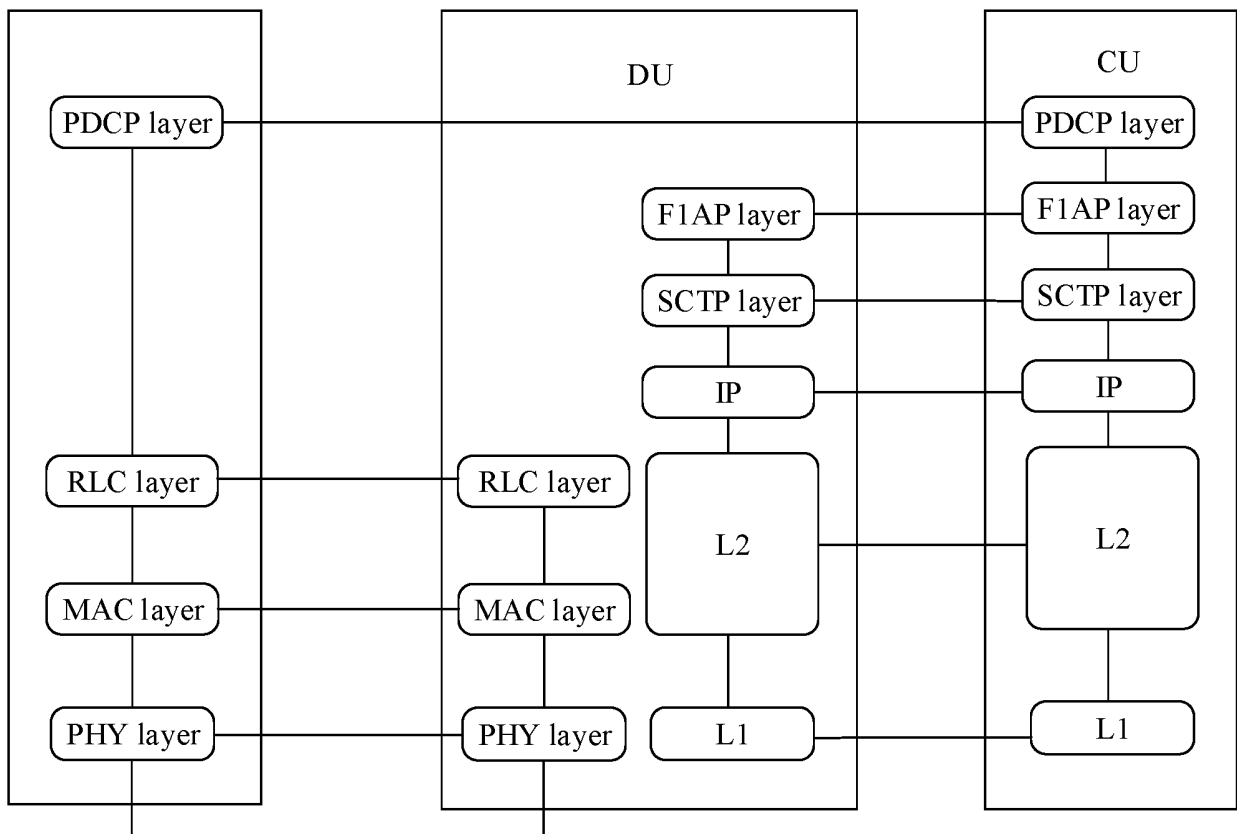 DU
CU
PDCP layer
PDCP layer
F1AP layer
F1AP layer
SCTP layer
SCTP layer
IP
IP
RLC layer
RLC layer
L2
L2
MAC layer
MAC layer
PHY layer
PHY layer
L1
L1